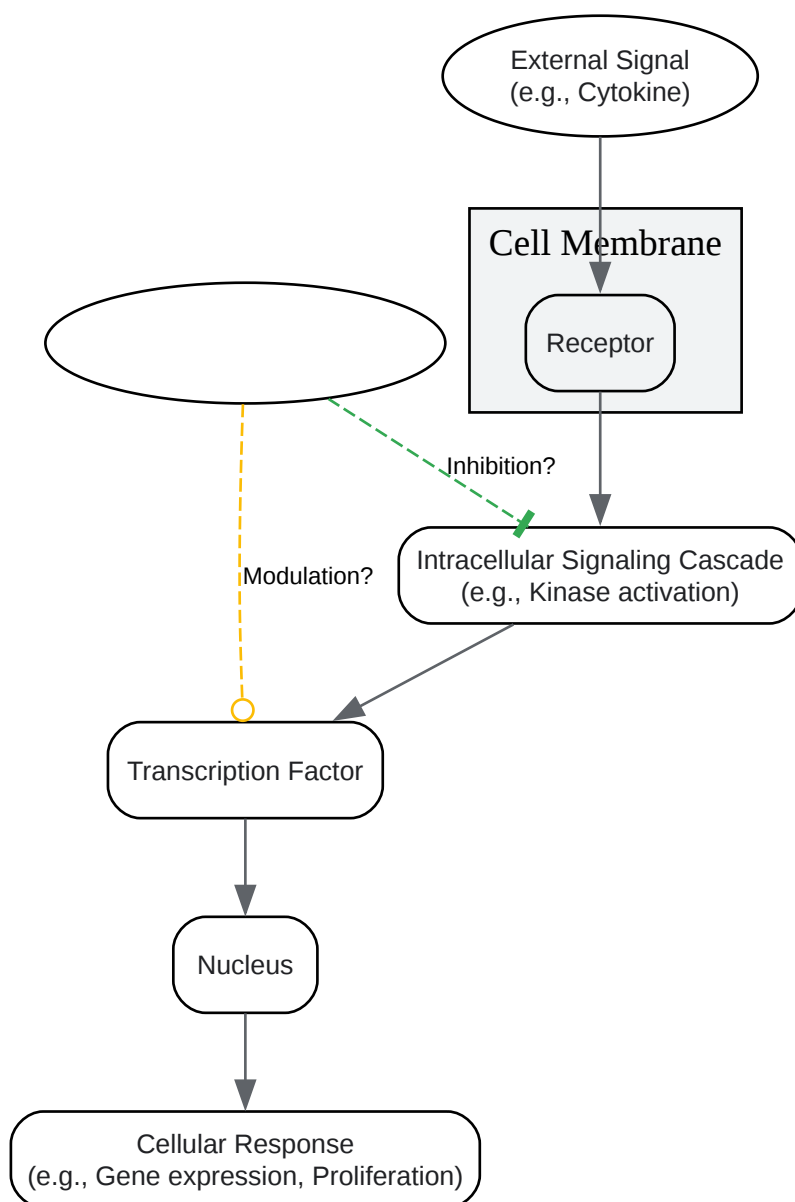 External Signal
(e.g., Cytokine)
Cell Membrane
Receptor
Inhibition?
Intracellular Signaling Cascade
(e.g., Kinase activation)
Modulation?
Transcription Factor
Nucleus
Cellular Response
(e.g., Gene expression, Proliferation)